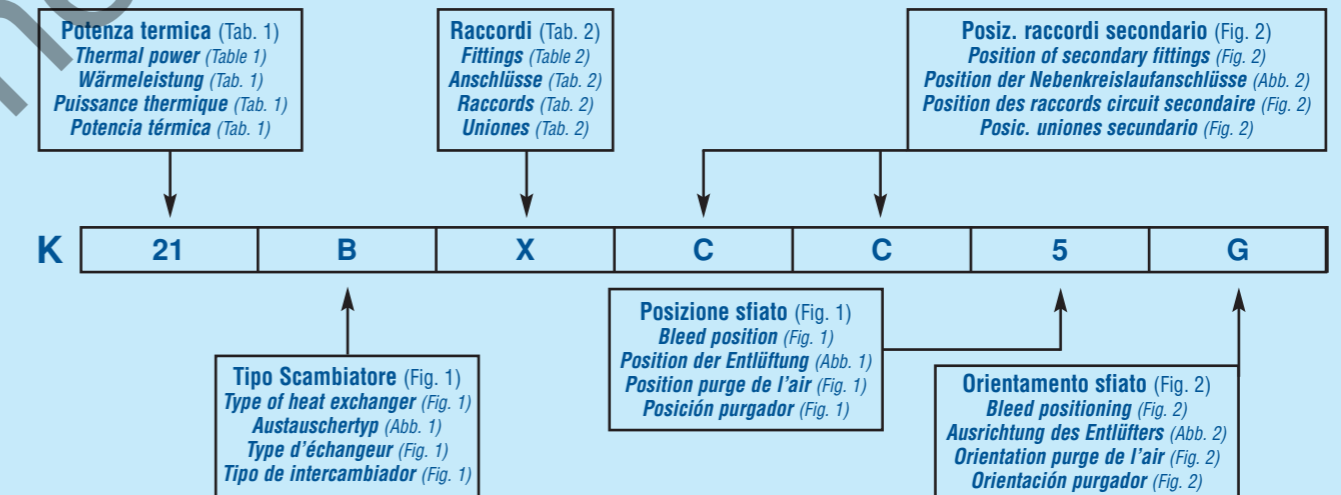 Potenza termica (Tab. 1)
Thermal power (Table 1)
Wärmeleistung (Tab. 1)
Puissance thermique (Tab. 1)
Potencia térmica (Tab. 1)
Raccordi (Tab. 2)
Fittings (Table 2)
Anschlüsse (Tab. 2)
Raccords (Tab. 2)
Uniones (Tab. 2)
Posiz. raccordi secondario (Fig. 2)
Position of secondary fittings (Fig. 2)
Position der Nebenkreislaufanschlüsse (Abb. 2)
Position des raccords circuit secondaire (Fig. 2)
Posic. uniones secundario (Fig. 2)
K 21 B X C C 5 G
Tipo Scambiatore (Fig. 1)
Type of heat exchanger (Fig. 1)
Austauschertyp (Abb. 1)
Type d’échangeur (Fig. 1)
Tipo de intercambiador (Fig. 1)
Posizione sfiato (Fig. 1)
Bleed position (Fig. 1)
Position der Entlüftung (Abb. 1)
Position purge de l’air (Fig. 1)
Posición purgador (Fig. 1)
Orientamento sfiato (Fig. 2)
Bleed positioning (Fig. 2)
Ausrichtung des Entlüfters (Abb. 2)
Orientation purge de l’air (Fig. 2)
Orientación purgador (Fig. 2)